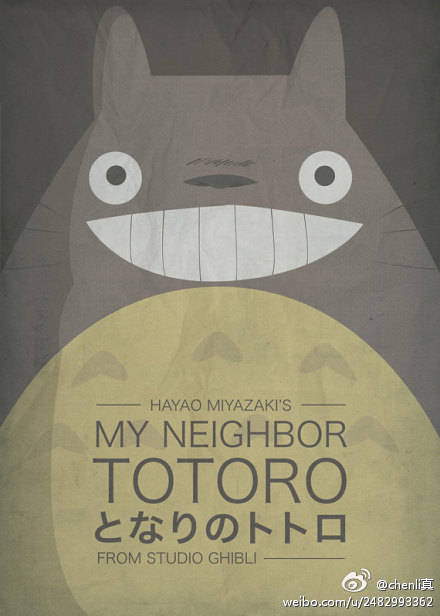 HAYAO MIYAZAKI'S
MY NEIGHBOR
TOTORO
となりのトトロ
FROM STUDIO GHIBLI
@chenli真
weibo.com/u/2482993362